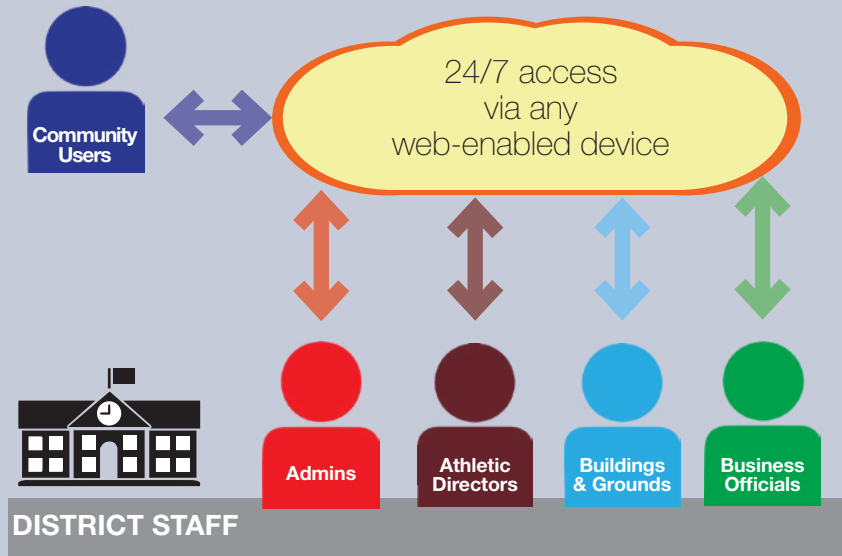 Community
Users
24/7 access
via any
web-enabled device
Admins
Athletic
Directors
Buildings
& Grounds
Business
Officials
DISTRICT STAFF